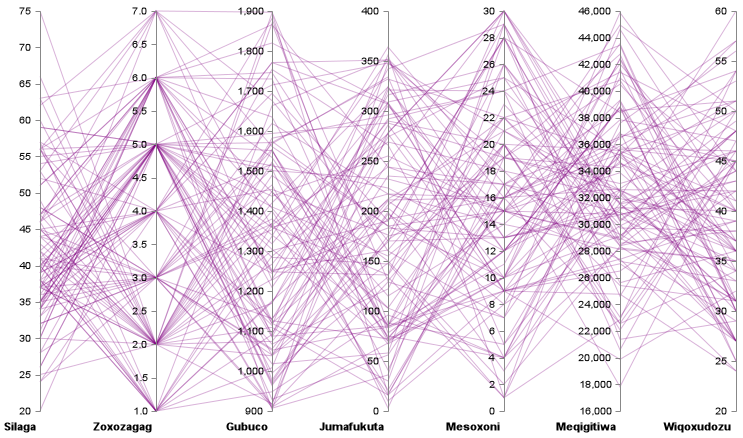 75 7.0 1,900 400 30 46,000 60
70 6.5 1,800 350 28 44,000 55
65 6.0 1,700 300 26 42,000 50
60 5.5 1,600 250 24 40,000 45
55 5.0 1,500 200 22 38,000 40
50 4.5 1,400 150 20 36,000 35
45 4.0 1,300 100 18 34,000 25
40 3.5 1,200 50 16 32,000 20
35 3.0 1,100 0 14 30,000
30 2.5 1,000 12 28,000
25 2.0 900 10 26,000
20 1.5 8 24,000
1.0 6 22,000
4 20,000
2 18,000
0 16,000
Silaga Zoxozagag Gubuco Jumafukuta Mesoxoni Meqigitiwa Wiqoxudozu